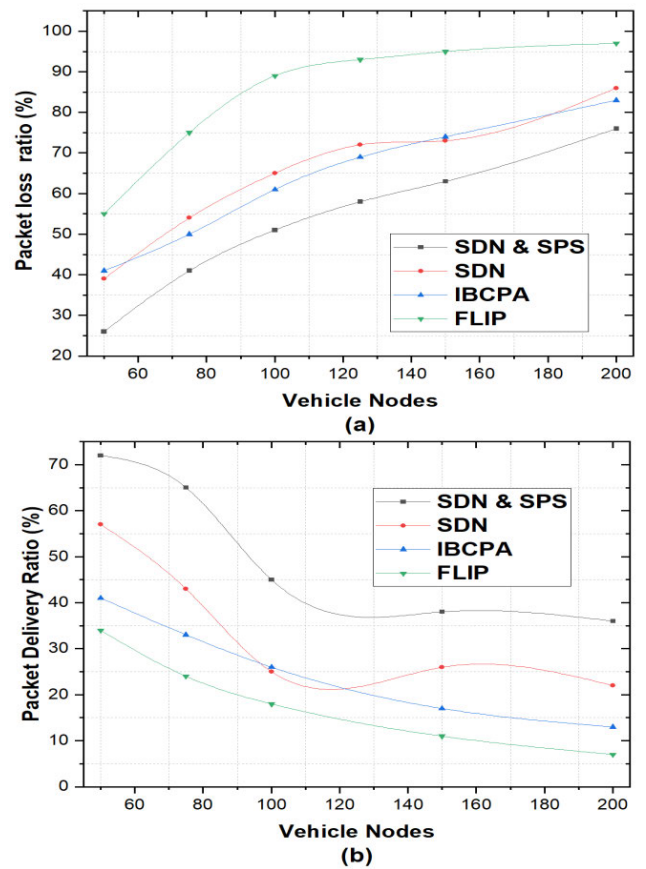 100
90
80
70
60
50
40
30
20
Packet loss ratio (%)
SDN & SPS
SDN
IBCPA
FLIP
60 80 100 120 140 160 180 200
Vehicle Nodes
(a)
70
60
50
40
30
20
10
0
Packet Delivery Ratio (%)
SDN & SPS
SDN
IBCPA
FLIP
60 80 100 120 140 160 180 200
Vehicle Nodes
(b)